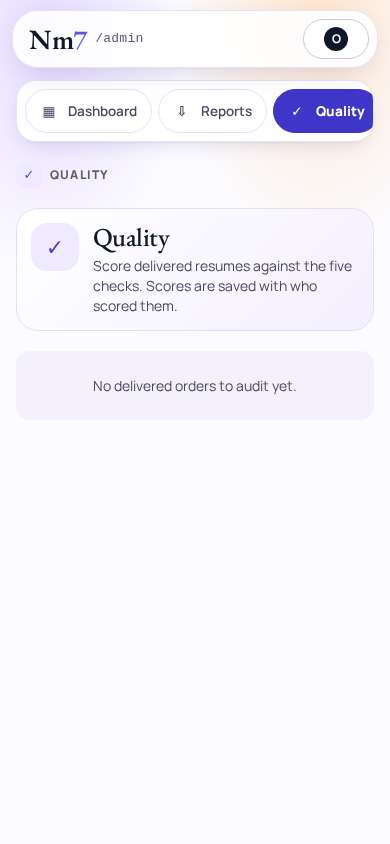 Nm7 /admin O
▦ Dashboard ⇩ Reports ✓ Quality
✓ QUALITY
✓ Quality
Score delivered resumes against the five
checks. Scores are saved with who
scored them.
No delivered orders to audit yet.